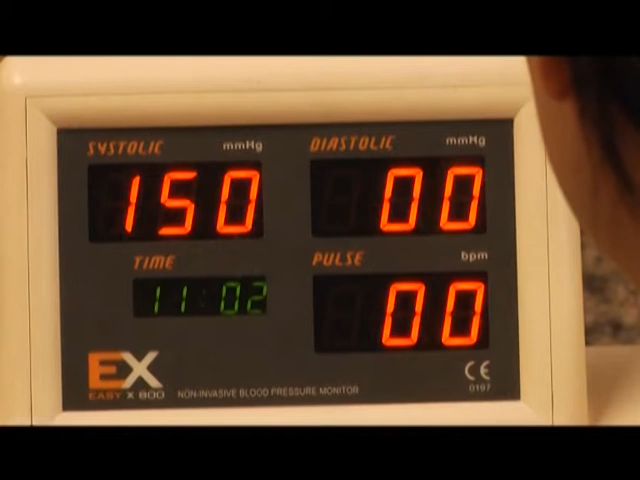 SYSTOLIC mmHg DIASTOLIC mmHg
150 00
TIME PULSE bpm
11:02 00
EX
EASY X 800 NON-INVASIVE BLOOD PRESSURE MONITOR
CE
0197